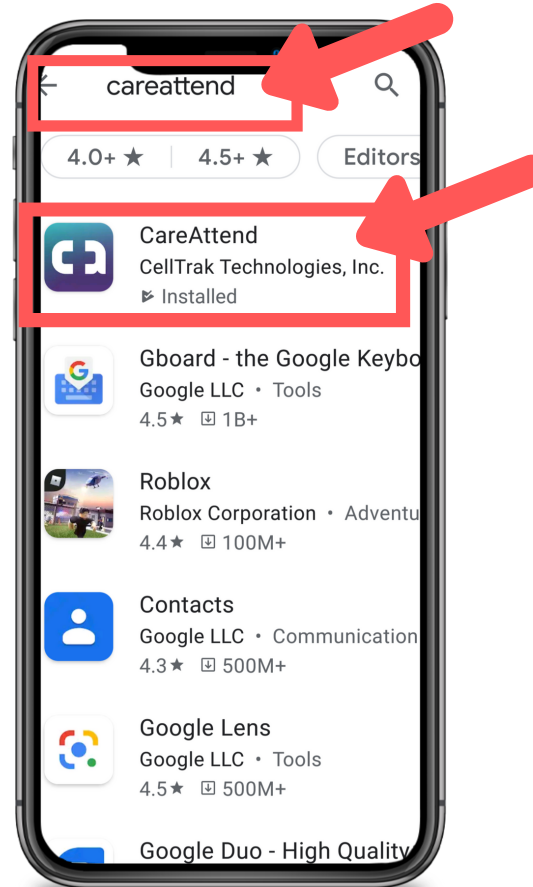 careattend
4.0+ ★ 4.5+ ★ Editors
CareAttend
CellTrak Technologies, Inc.
Installed
Gboard - the Google Keybo
Google LLC • Tools
4.5★ 1B+
Roblox
Roblox Corporation • Adventu
4.4★ 100M+
Contacts
Google LLC • Communication
4.3★ 500M+
Google Lens
Google LLC • Tools
4.5★ 500M+
Google Duo - High Quality